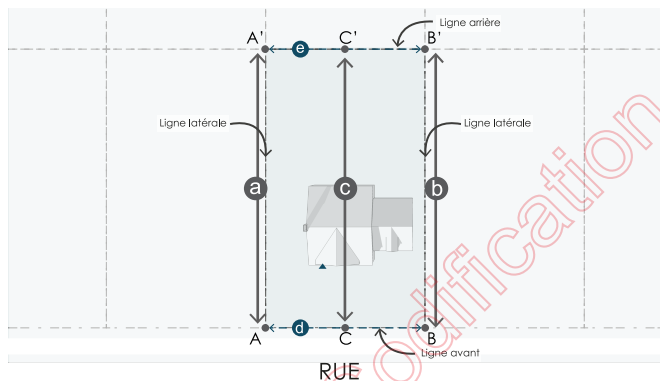 Ligne arrière
A'
C'
B'
e
Ligne latérale
Ligne latérale
a
c
b
d
A
C
B
Ligne avant
RUE
odification